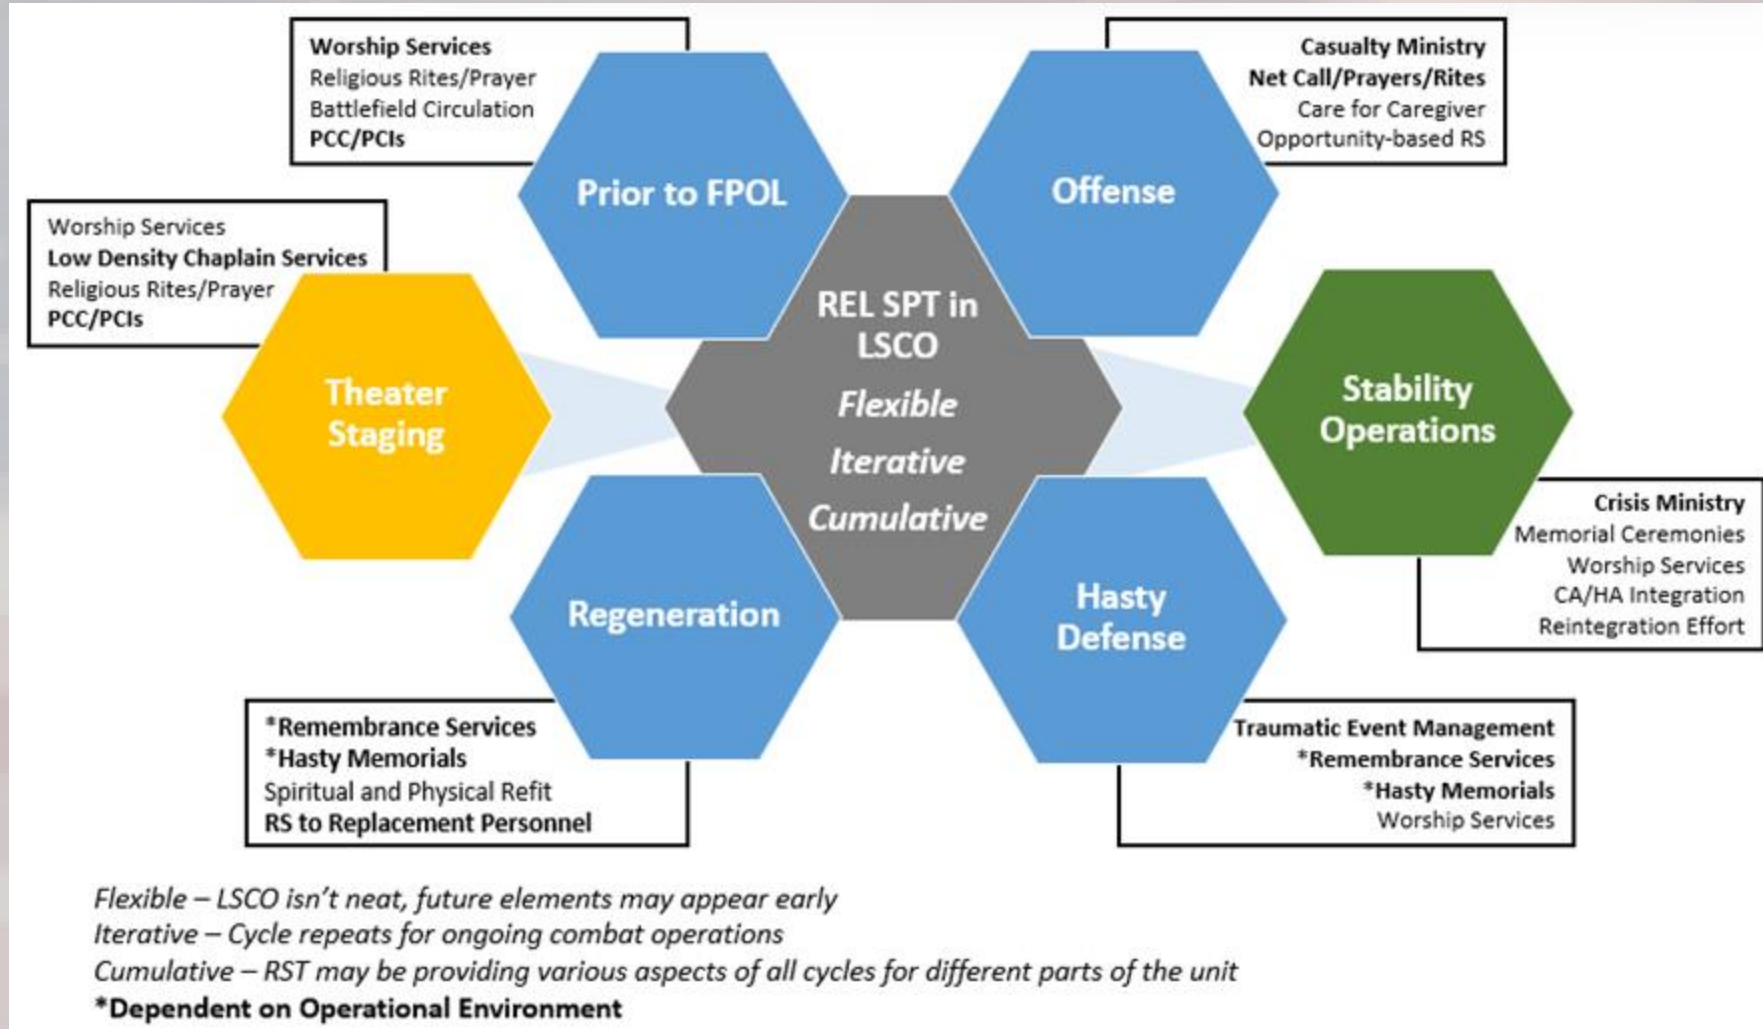 Worship Services
Religious Rites/Prayer
Battlefield Circulation
PCC/PCIs
Prior to FPOL
Casualty Ministry
Net Call/Prayers/Rites
Care for Caregiver
Opportunity-based RS
Offense
Worship Services
Low Density Chaplain Services
Religious Rites/Prayer
PCC/PCIs
Theater
Staging
REL SPT in
LSCO
Flexible
Iterative
Cumulative
Stability
Operations
Crisis Ministry
Memorial Ceremonies
Worship Services
CA/HA Integration
Reintegration Effort
Regeneration
*Remembrance Services
*Hasty Memorials
Spiritual and Physical Refit
RS to Replacement Personnel
Hasty
Defense
Traumatic Event Management
*Remembrance Services
*Hasty Memorials
Worship Services
Flexible – LSCO isn't neat, future elements may appear early
Iterative – Cycle repeats for ongoing combat operations
Cumulative – RST may be providing various aspects of all cycles for different parts of the unit
*Dependent on Operational Environment